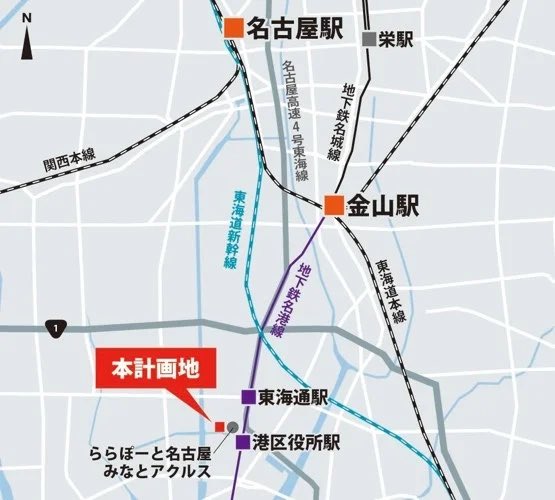 N
名古屋駅
栄駅
名古屋高速4号東海線
地下鉄名城線
関西本線
東海道新幹線
金山駅
地下鉄名港線
東海道本線
1
本計画地
東海通駅
ららぽーと名古屋
みなとアクルス
港区役所駅